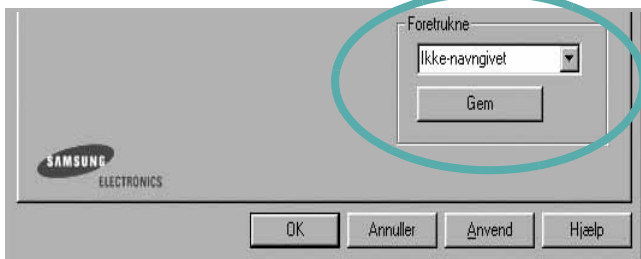 Foretrukne
Ikke-navngivet
Gem
SAMSUNG
ELECTRONICS
OK Annuller Anvend Hjælp